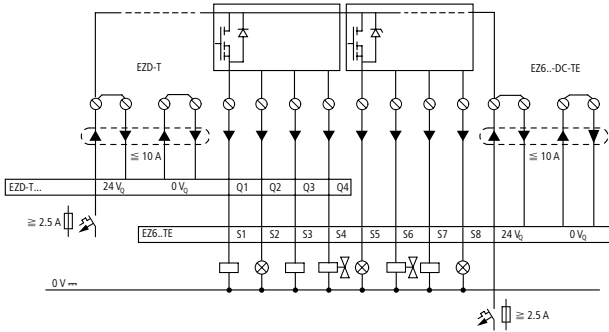 EZD-T
EZ6..-DC-TE
≦ 10 A
≦ 10 A
EZD-T... 24 VQ 0 VQ Q1 Q2 Q3 Q4
≧ 2.5 A
EZ6..TE S1 S2 S3 S4 S5 S6 S7 S8 24 VQ 0 VQ
0 V ⎓
≧ 2.5 A